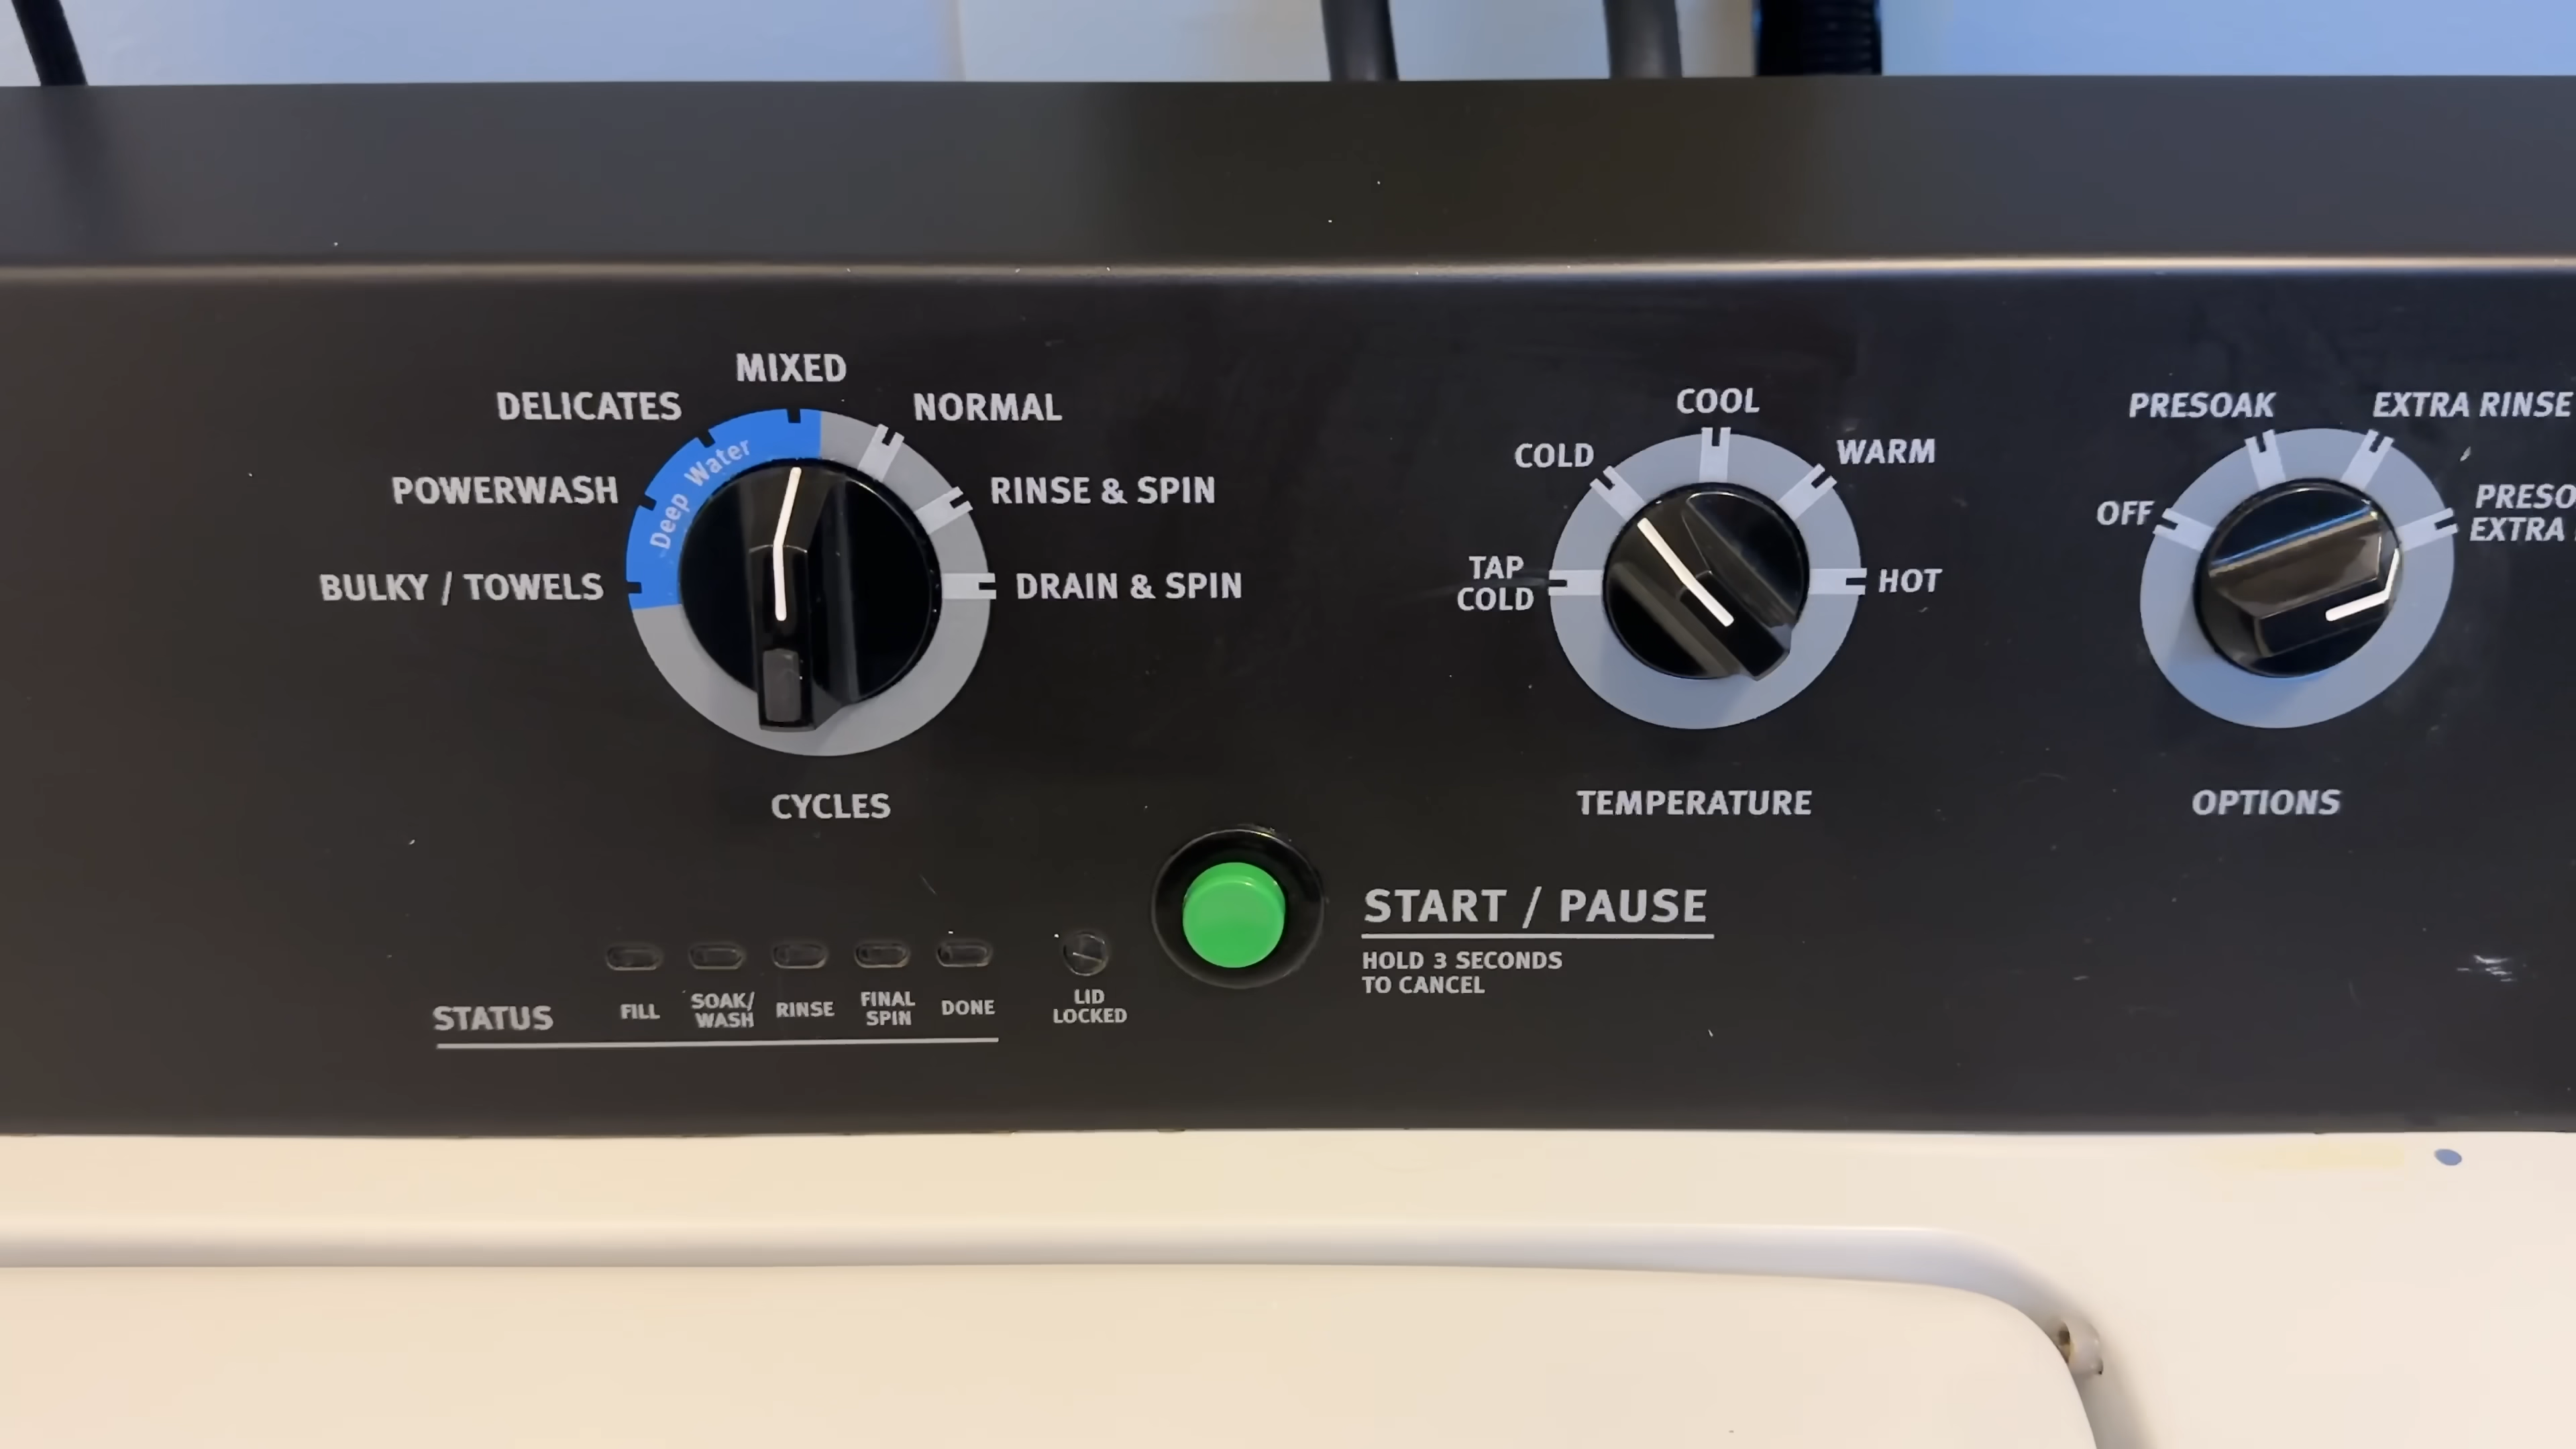 MIXED
DELICATES
NORMAL
POWERWASH
RINSE & SPIN
BULKY / TOWELS
DRAIN & SPIN
Deep Water
CYCLES
COOL
COLD
WARM
TAP
COLD
HOT
TEMPERATURE
PRESOAK
EXTRA RINSE
OFF
PRESO
EXTRA
OPTIONS
START / PAUSE
HOLD 3 SECONDS
TO CANCEL
STATUS
FILL
SOAK/
WASH
RINSE
FINAL
SPIN
DONE
LID
LOCKED